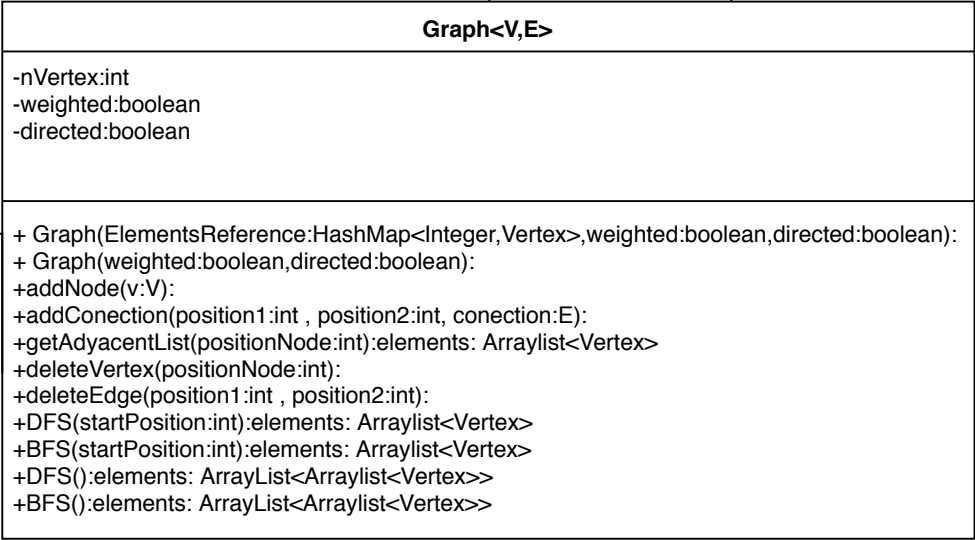 Graph<V,E>
-nVertex:int
-weighted:boolean
-directed:boolean
+ Graph(ElementsReference:HashMap<Integer,Vertex>,weighted:boolean,directed:boolean):
+ Graph(weighted:boolean,directed:boolean):
+addNode(v:V):
+addConection(position1:int , position2:int, conection:E):
+getAdyacentList(positionNode:int):elements: Arraylist<Vertex>
+deleteVertex(positionNode:int):
+deleteEdge(position1:int , position2:int):
+DFS(startPosition:int):elements: Arraylist<Vertex>
+BFS(startPosition:int):elements: Arraylist<Vertex>
+DFS():elements: ArrayList<Arraylist<Vertex>>
+BFS():elements: ArrayList<Arraylist<Vertex>>